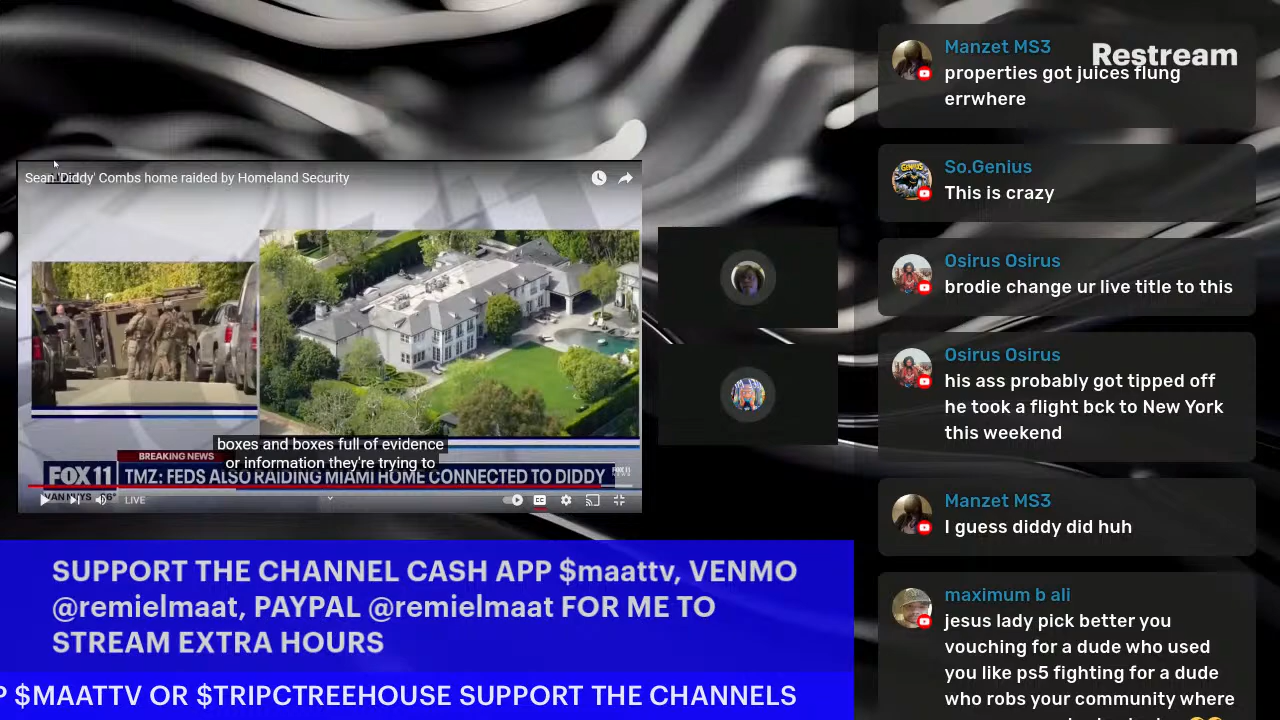 Restream
Manzet MS3
properties got juices flung
errwhere
So.Genius
This is crazy
Osirus Osirus
brodie change ur live title to this
Osirus Osirus
his ass probably got tipped off
he took a flight bck to New York
this weekend
Manzet MS3
I guess diddy did huh
maximum b ali
jesus lady pick better you
vouching for a dude who used
you like ps5 fighting for a dude
who robs your community where
Sean 'Diddy' Combs home raided by Homeland Security
boxes and boxes full of evidence
or information they're trying to
BREAKING NEWS
FOX 11
TMZ: FEDS ALSO RAIDING MIAMI HOME CONNECTED TO DIDDY
FOX 11
VAN NUYS 66°
LIVE
CC
SUPPORT THE CHANNEL CASH APP $maattv, VENMO
@remielmaat, PAYPAL @remielmaat FOR ME TO
STREAM EXTRA HOURS
P $MAATTV OR $TRIPCTREEHOUSE SUPPORT THE CHANNELS